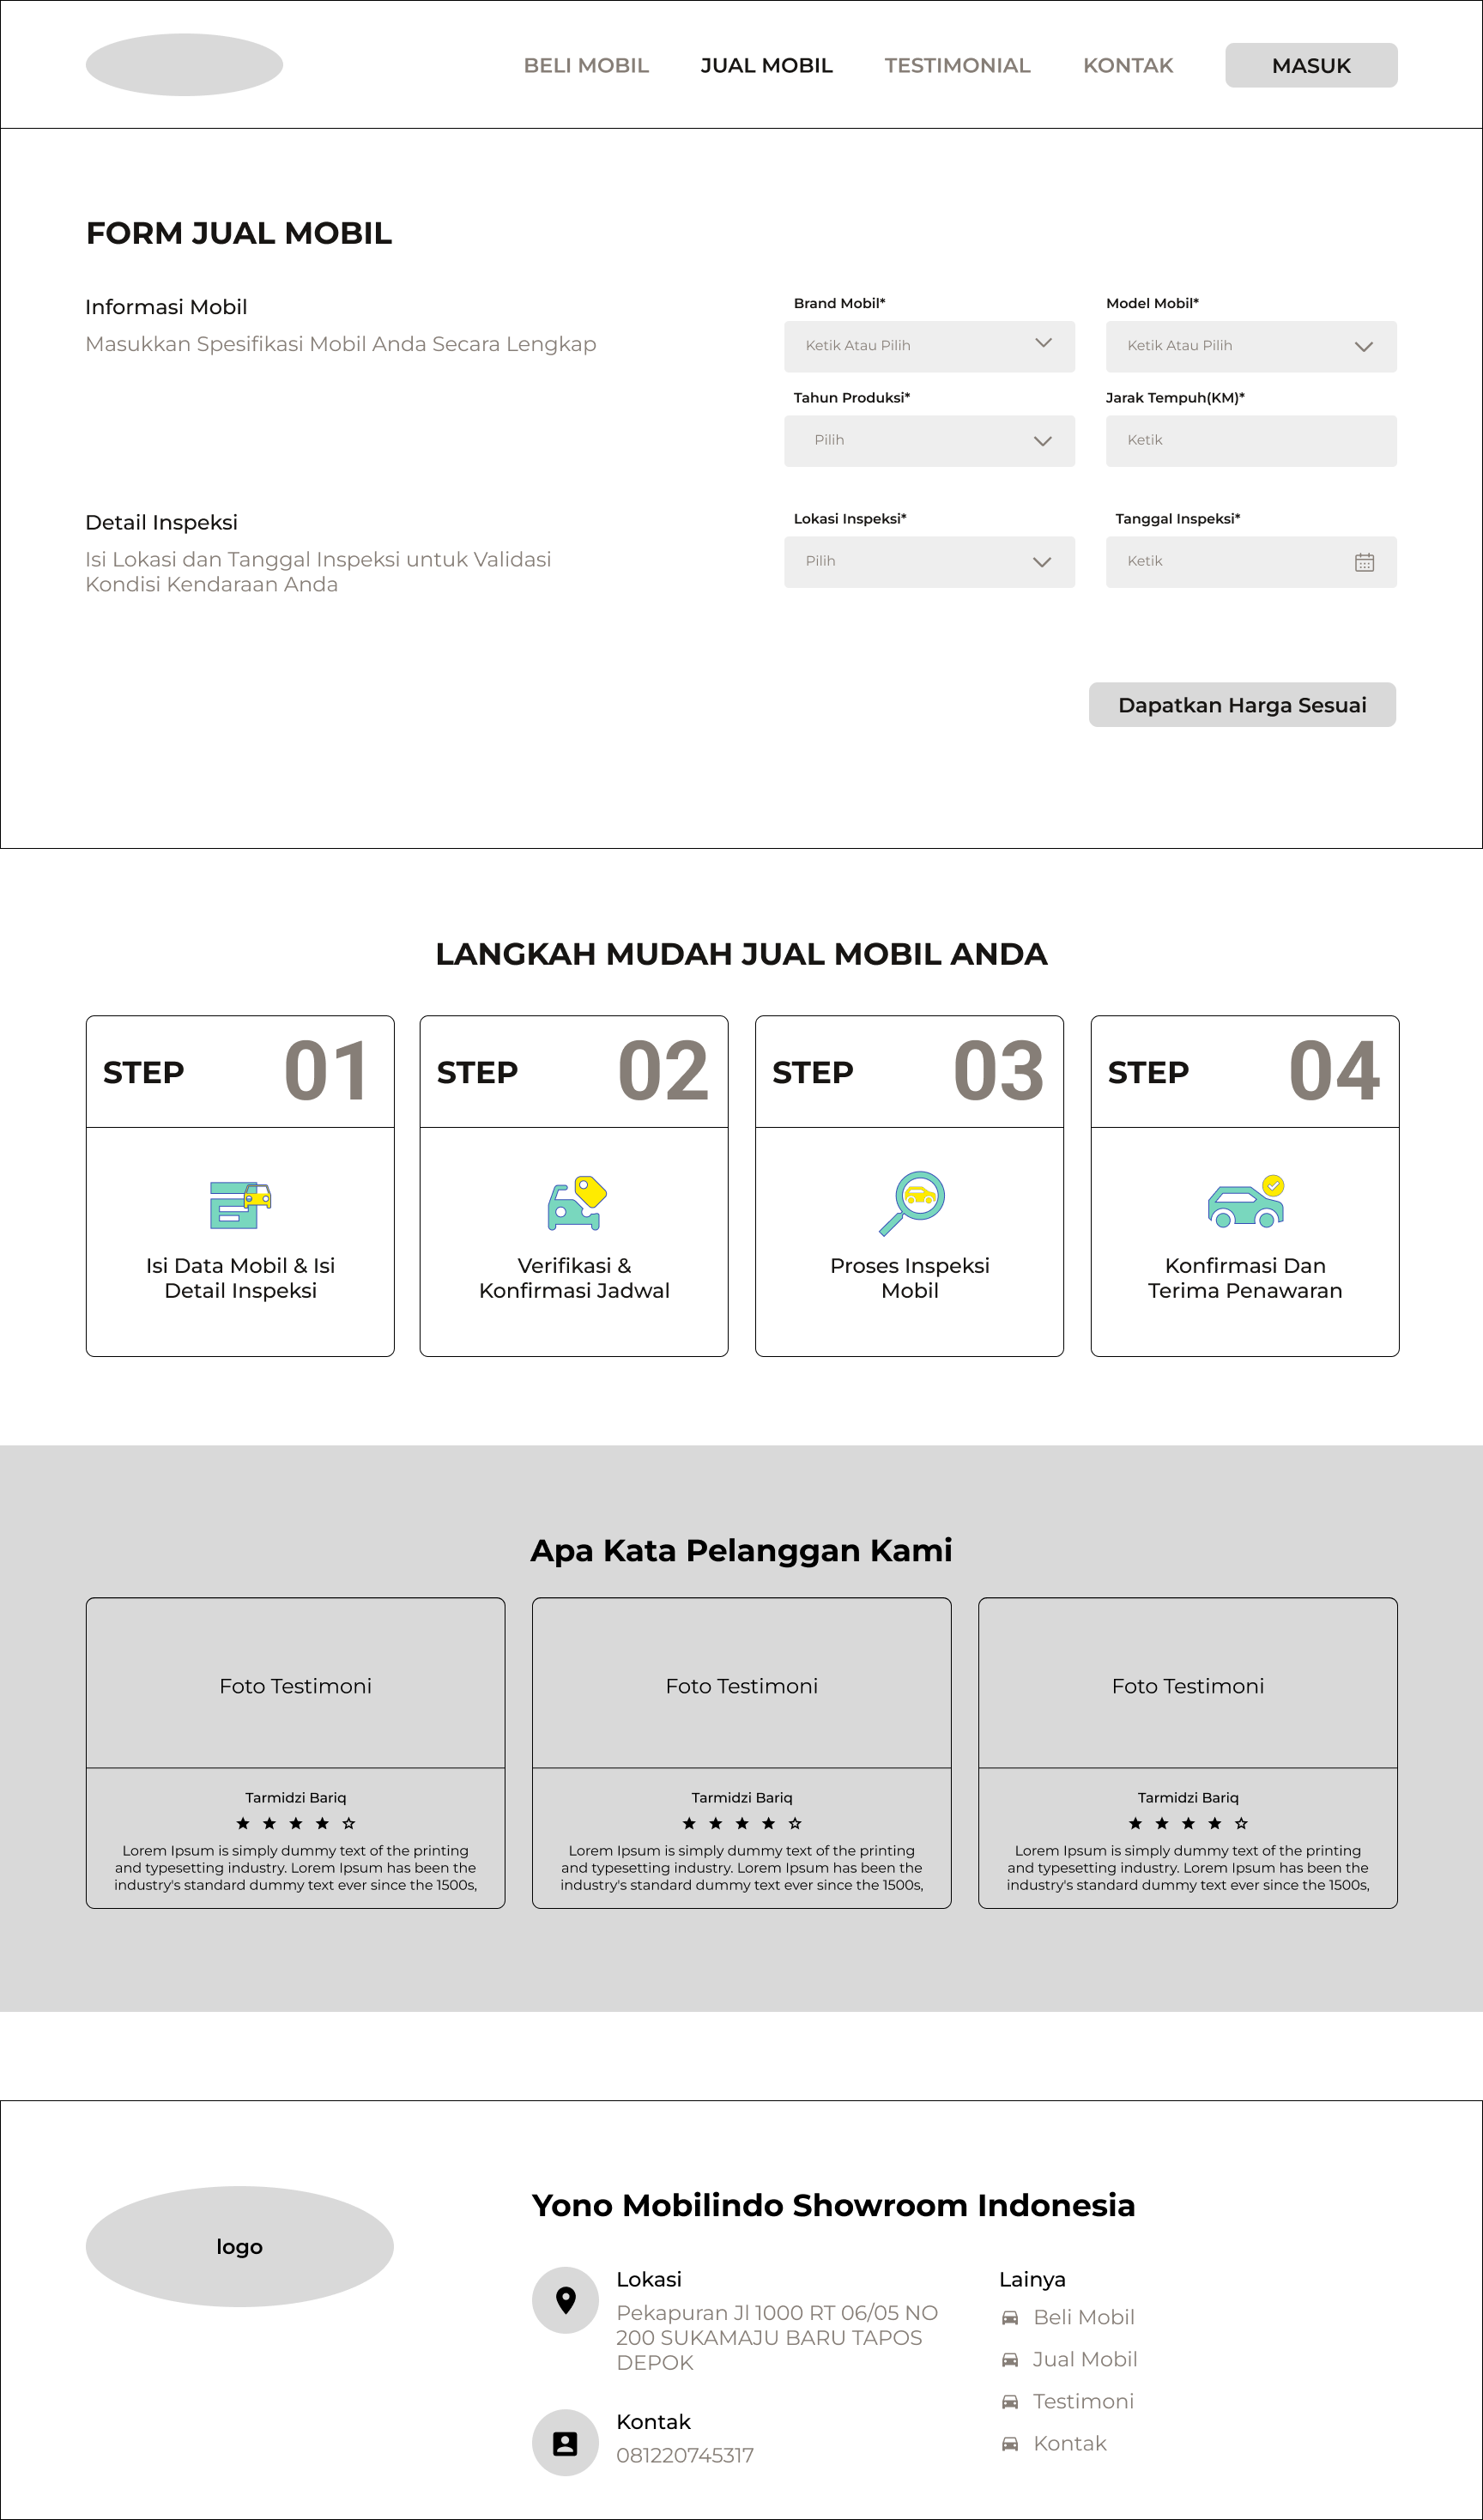 BELI MOBIL
JUAL MOBIL
TESTIMONIAL
KONTAK
MASUK
FORM JUAL MOBIL
Informasi Mobil
Masukkan Spesifikasi Mobil Anda Secara Lengkap
Brand Mobil*
Model Mobil*
Ketik Atau Pilih
Ketik Atau Pilih
Tahun Produksi*
Jarak Tempuh(KM)*
Pilih
Ketik
Detail Inspeksi
Isi Lokasi dan Tanggal Inspeksi untuk Validasi
Kondisi Kendaraan Anda
Lokasi Inspeksi*
Tanggal Inspeksi*
Pilih
Ketik
Dapatkan Harga Sesuai
LANGKAH MUDAH JUAL MOBIL ANDA
STEP 01
Isi Data Mobil & Isi
Detail Inspeksi
STEP 02
Verifikasi &
Konfirmasi Jadwal
STEP 03
Proses Inspeksi
Mobil
STEP 04
Konfirmasi Dan
Terima Penawaran
Apa Kata Pelanggan Kami
Foto Testimoni
Tarmidzi Bariq
Lorem Ipsum is simply dummy text of the printing
and typesetting industry. Lorem Ipsum has been the
industry's standard dummy text ever since the 1500s,
Foto Testimoni
Tarmidzi Bariq
Lorem Ipsum is simply dummy text of the printing
and typesetting industry. Lorem Ipsum has been the
industry's standard dummy text ever since the 1500s,
Foto Testimoni
Tarmidzi Bariq
Lorem Ipsum is simply dummy text of the printing
and typesetting industry. Lorem Ipsum has been the
industry's standard dummy text ever since the 1500s,
logo
Yono Mobilindo Showroom Indonesia
Lokasi
Pekapuran Jl 1000 RT 06/05 NO
200 SUKAMAJU BARU TAPOS
DEPOK
Kontak
081220745317
Lainya
Beli Mobil
Jual Mobil
Testimoni
Kontak